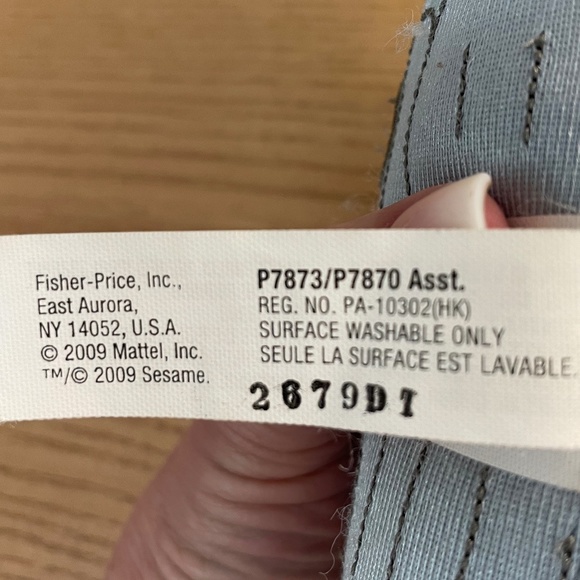 Fisher-Price, Inc.,
East Aurora,
NY 14052, U.S.A.
© 2009 Mattel, Inc.
™/© 2009 Sesame.
P7873/P7870 Asst.
REG. NO. PA-10302(HK)
SURFACE WASHABLE ONLY
SEULE LA SURFACE EST LAVABLE.
2679DT